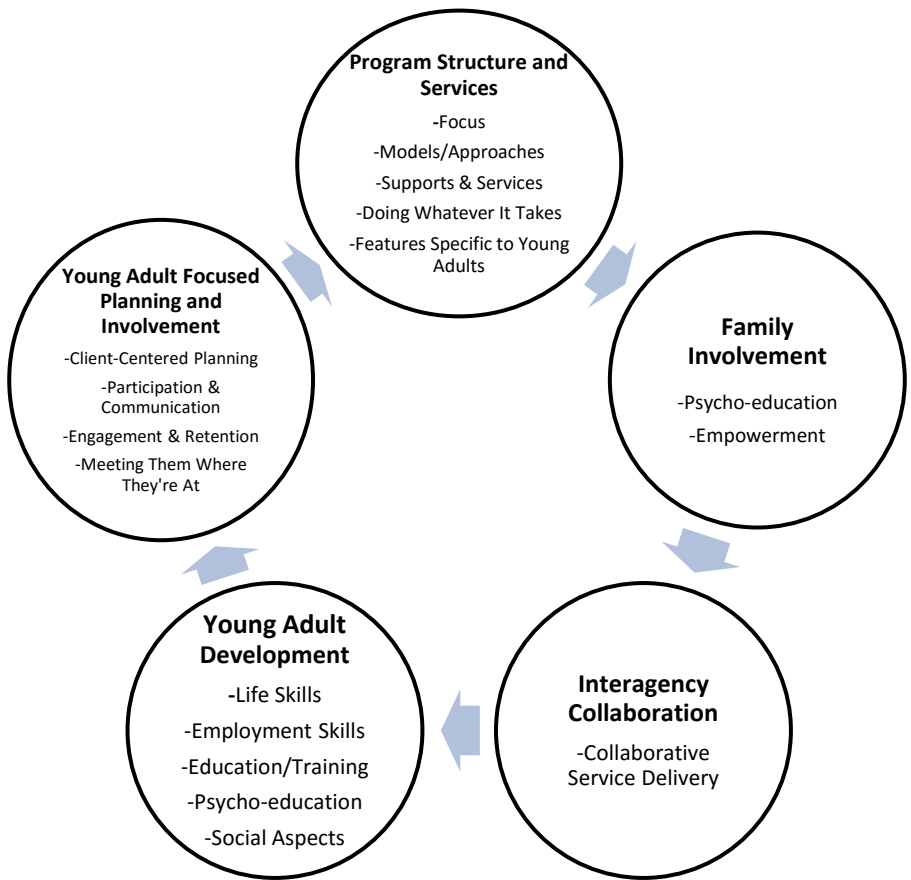 Program Structure and
Services
-Focus
-Models/Approaches
-Supports & Services
-Doing Whatever It Takes
-Features Specific to Young
Adults
Family
Involvement
-Psycho-education
-Empowerment
Interagency
Collaboration
-Collaborative
Service Delivery
Young Adult
Development
-Life Skills
-Employment Skills
-Education/Training
-Psycho-education
-Social Aspects
Young Adult Focused
Planning and
Involvement
-Client-Centered Planning
-Participation &
Communication
-Engagement & Retention
-Meeting Them Where
They're At